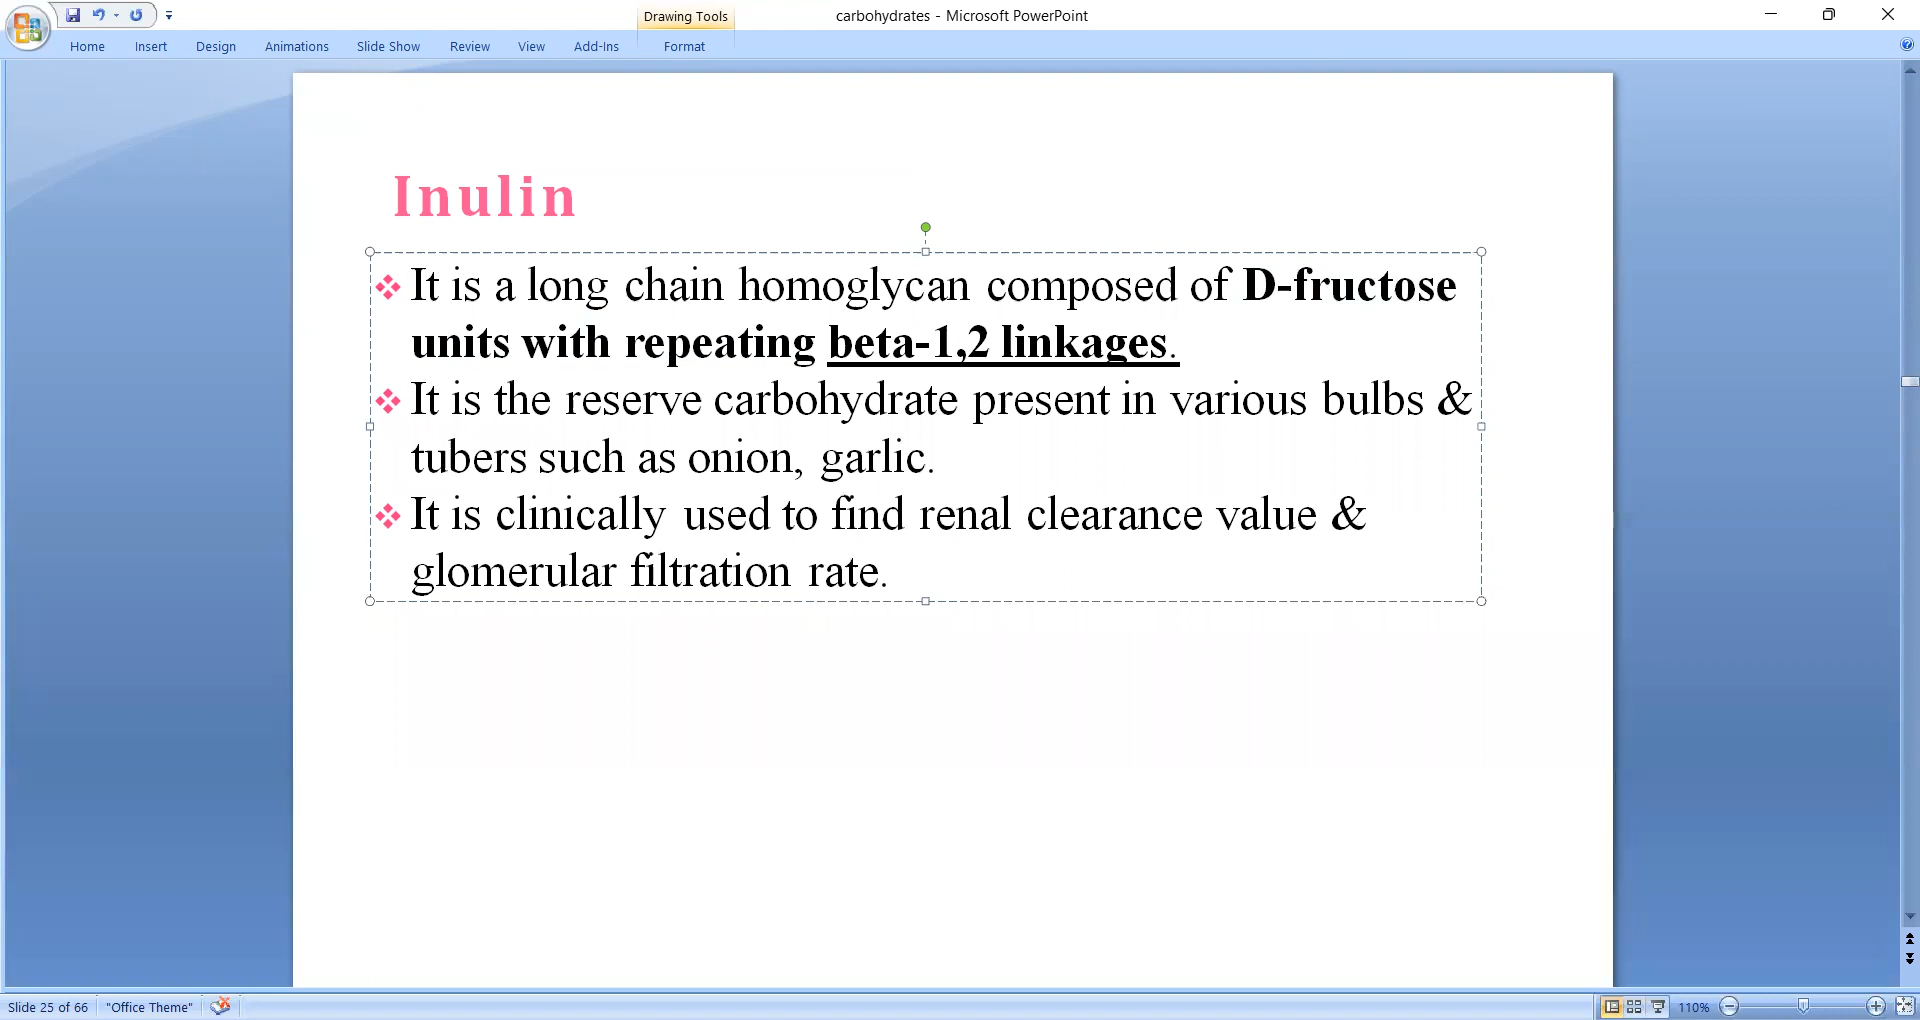 Drawing Tools
carbohydrates - Microsoft PowerPoint
Home Insert Design Animations Slide Show Review View Add-Ins Format
Inulin
❖ It is a long chain homoglycan composed of D-fructose
units with repeating beta-1,2 linkages.
❖ It is the reserve carbohydrate present in various bulbs &
tubers such as onion, garlic.
❖ It is clinically used to find renal clearance value &
glomerular filtration rate.
Slide 25 of 66 "Office Theme" 110%